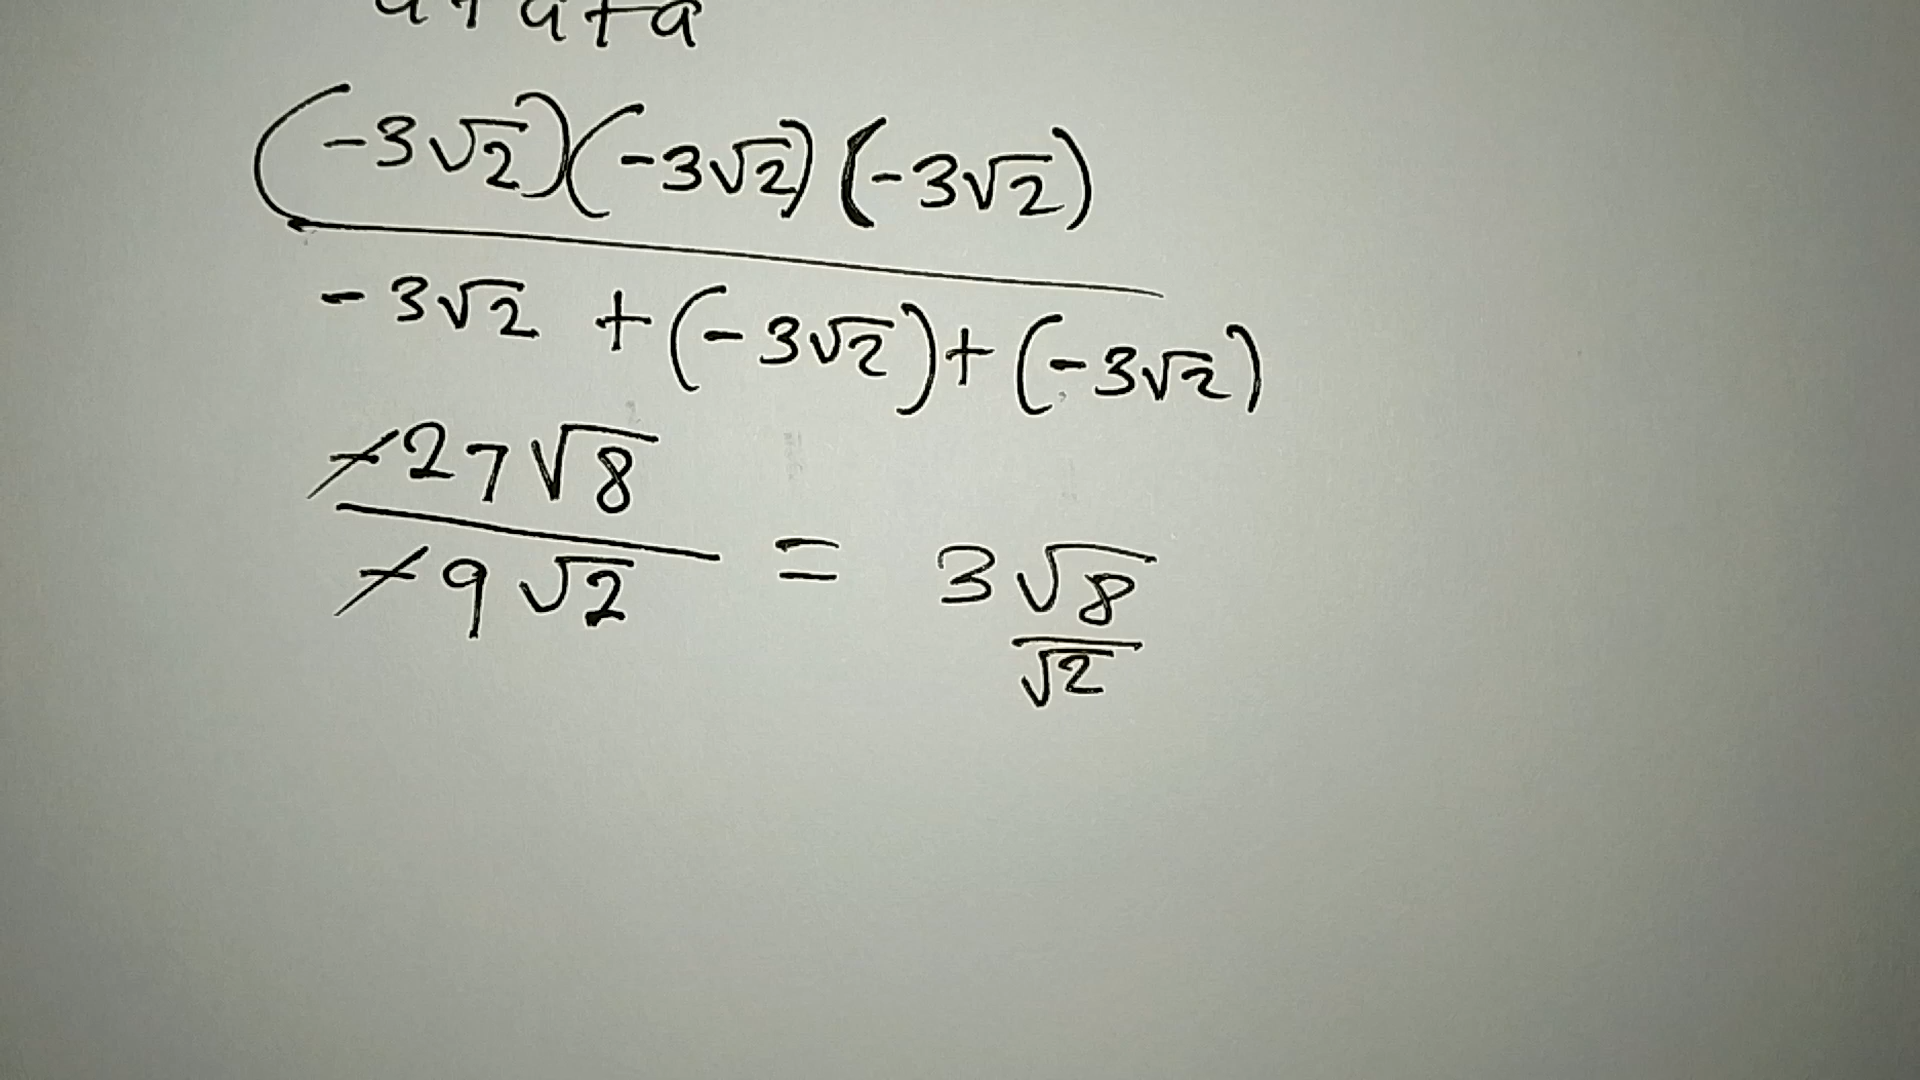 a + a + a
(-3√2)(-3√2)(-3√2)
-3√2 + (-3√2) + (-3√2)
-27√8
-9√2 = 3√8
√2